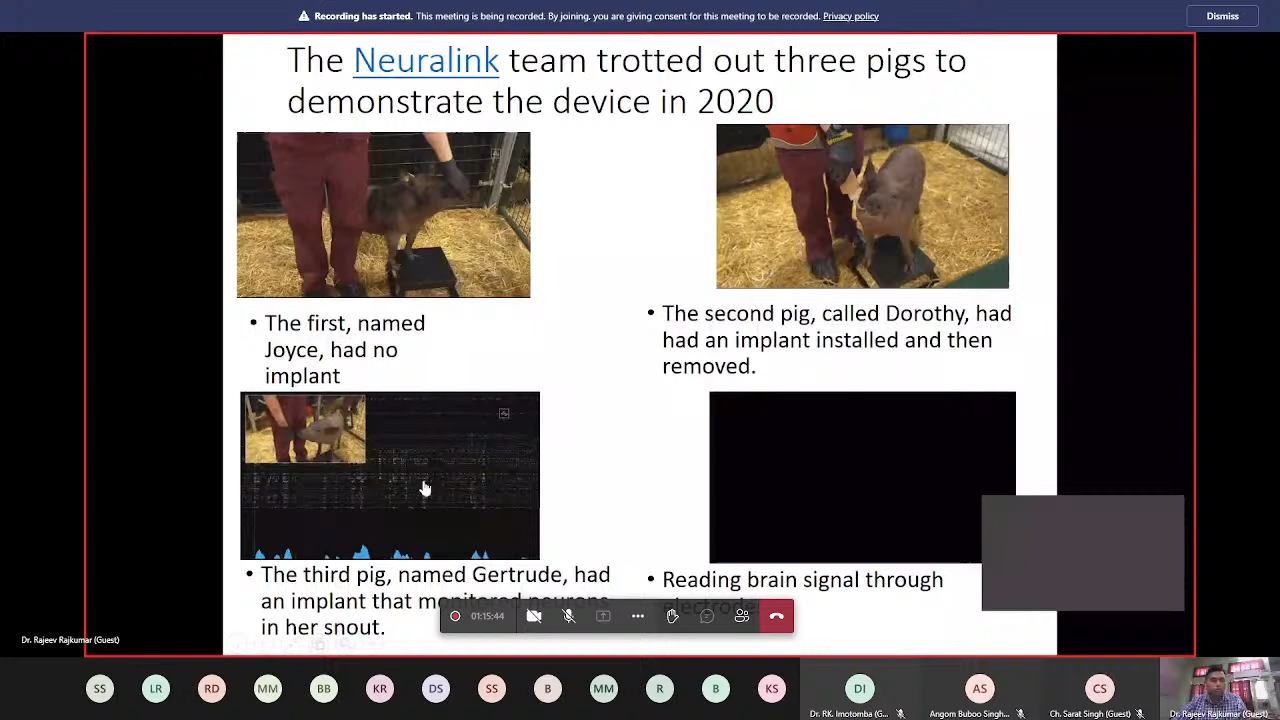 Recording has started. This meeting is being recorded. By joining, you are giving consent for this meeting to be recorded. Privacy policy
Dismiss
The Neuralink team trotted out three pigs to
demonstrate the device in 2020
• The first, named
Joyce, had no
implant
• The second pig, called Dorothy, had
had an implant installed and then
removed.
• The third pig, named Gertrude, had
an implant that monitored neurons
in her snout.
• Reading brain signal through
01:15:44
Dr. Rajeev Rajkumar (Guest)
SS LR RD MM BB KR DS SS B MM R B KS DI AS CS
Dr. RK. Imotomba (G...
Angom Buboo Singh...
Ch. Sarat Singh (Guest)
Dr. Rajeev Rajkumar (Guest)